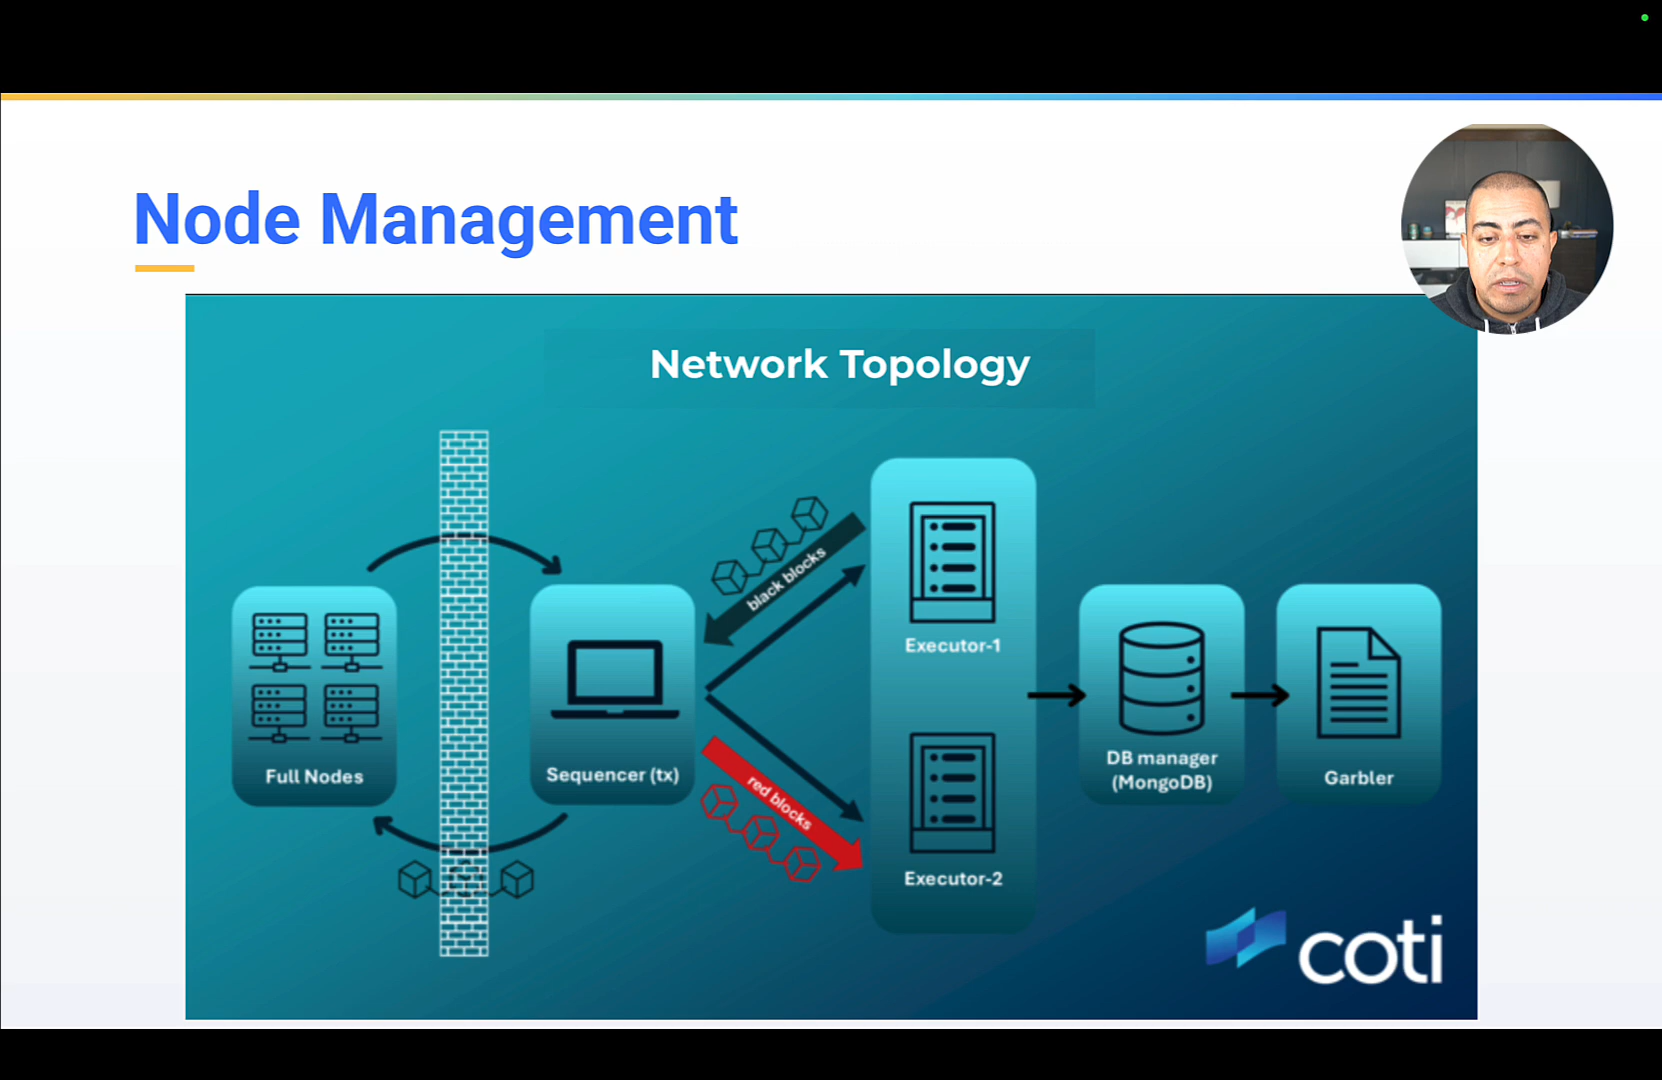 Node Management
Network Topology
black blocks
Executor-1
Full Nodes
Sequencer (tx)
red blocks
Executor-2
DB manager
(MongoDB)
Garbler
coti